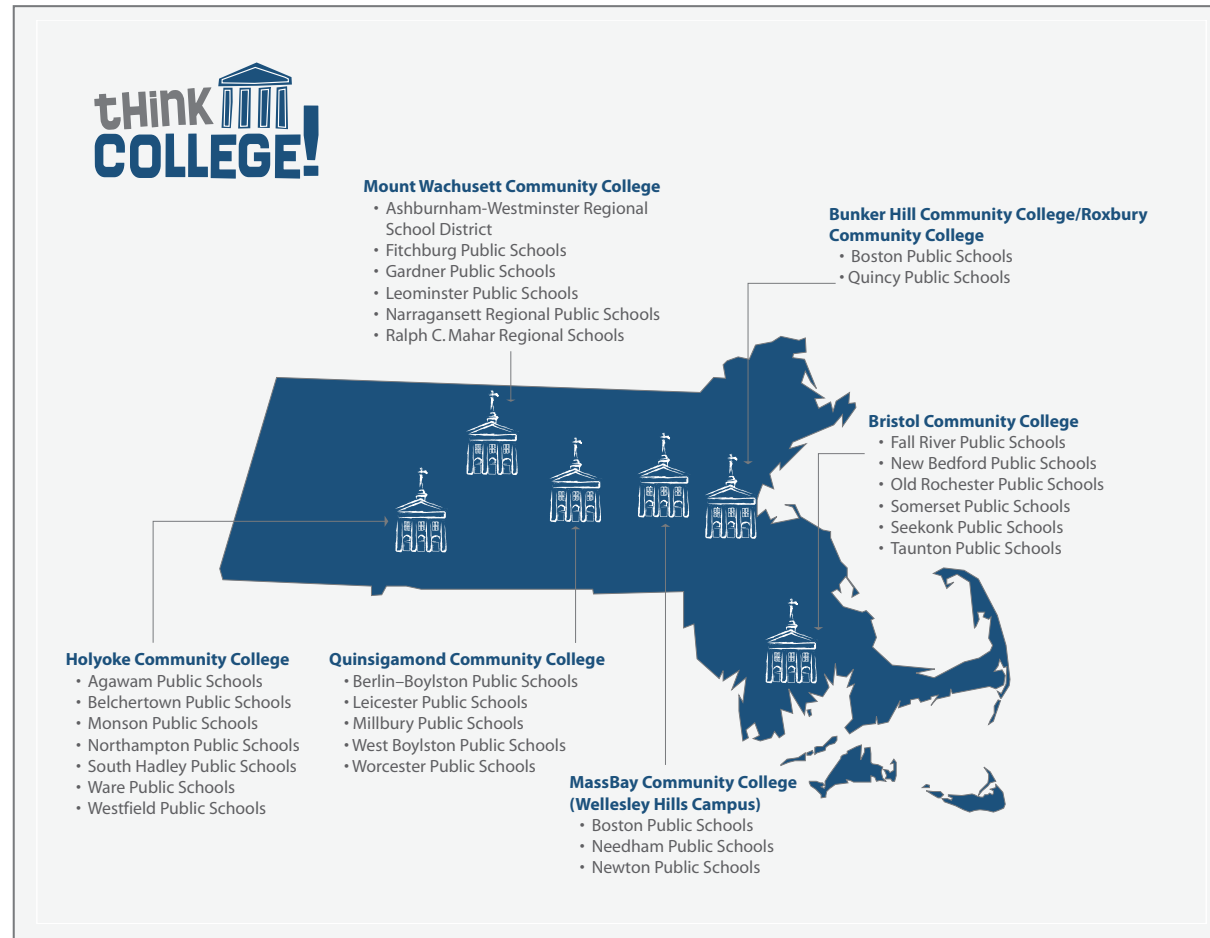 tHink
COLLEGE!
Mount Wachusett Community College
• Ashburnham-Westminster Regional
School District
• Fitchburg Public Schools
• Gardner Public Schools
• Leominster Public Schools
• Narragansett Regional Public Schools
• Ralph C. Mahar Regional Schools
Bunker Hill Community College/Roxbury
Community College
• Boston Public Schools
• Quincy Public Schools
Bristol Community College
• Fall River Public Schools
• New Bedford Public Schools
• Old Rochester Public Schools
• Somerset Public Schools
• Seekonk Public Schools
• Taunton Public Schools
Holyoke Community College
• Agawam Public Schools
• Belchertown Public Schools
• Monson Public Schools
• Northampton Public Schools
• South Hadley Public Schools
• Ware Public Schools
• Westfield Public Schools
Quinsigamond Community College
• Berlin–Boylston Public Schools
• Leicester Public Schools
• Millbury Public Schools
• West Boylston Public Schools
• Worcester Public Schools
MassBay Community College
(Wellesley Hills Campus)
• Boston Public Schools
• Needham Public Schools
• Newton Public Schools